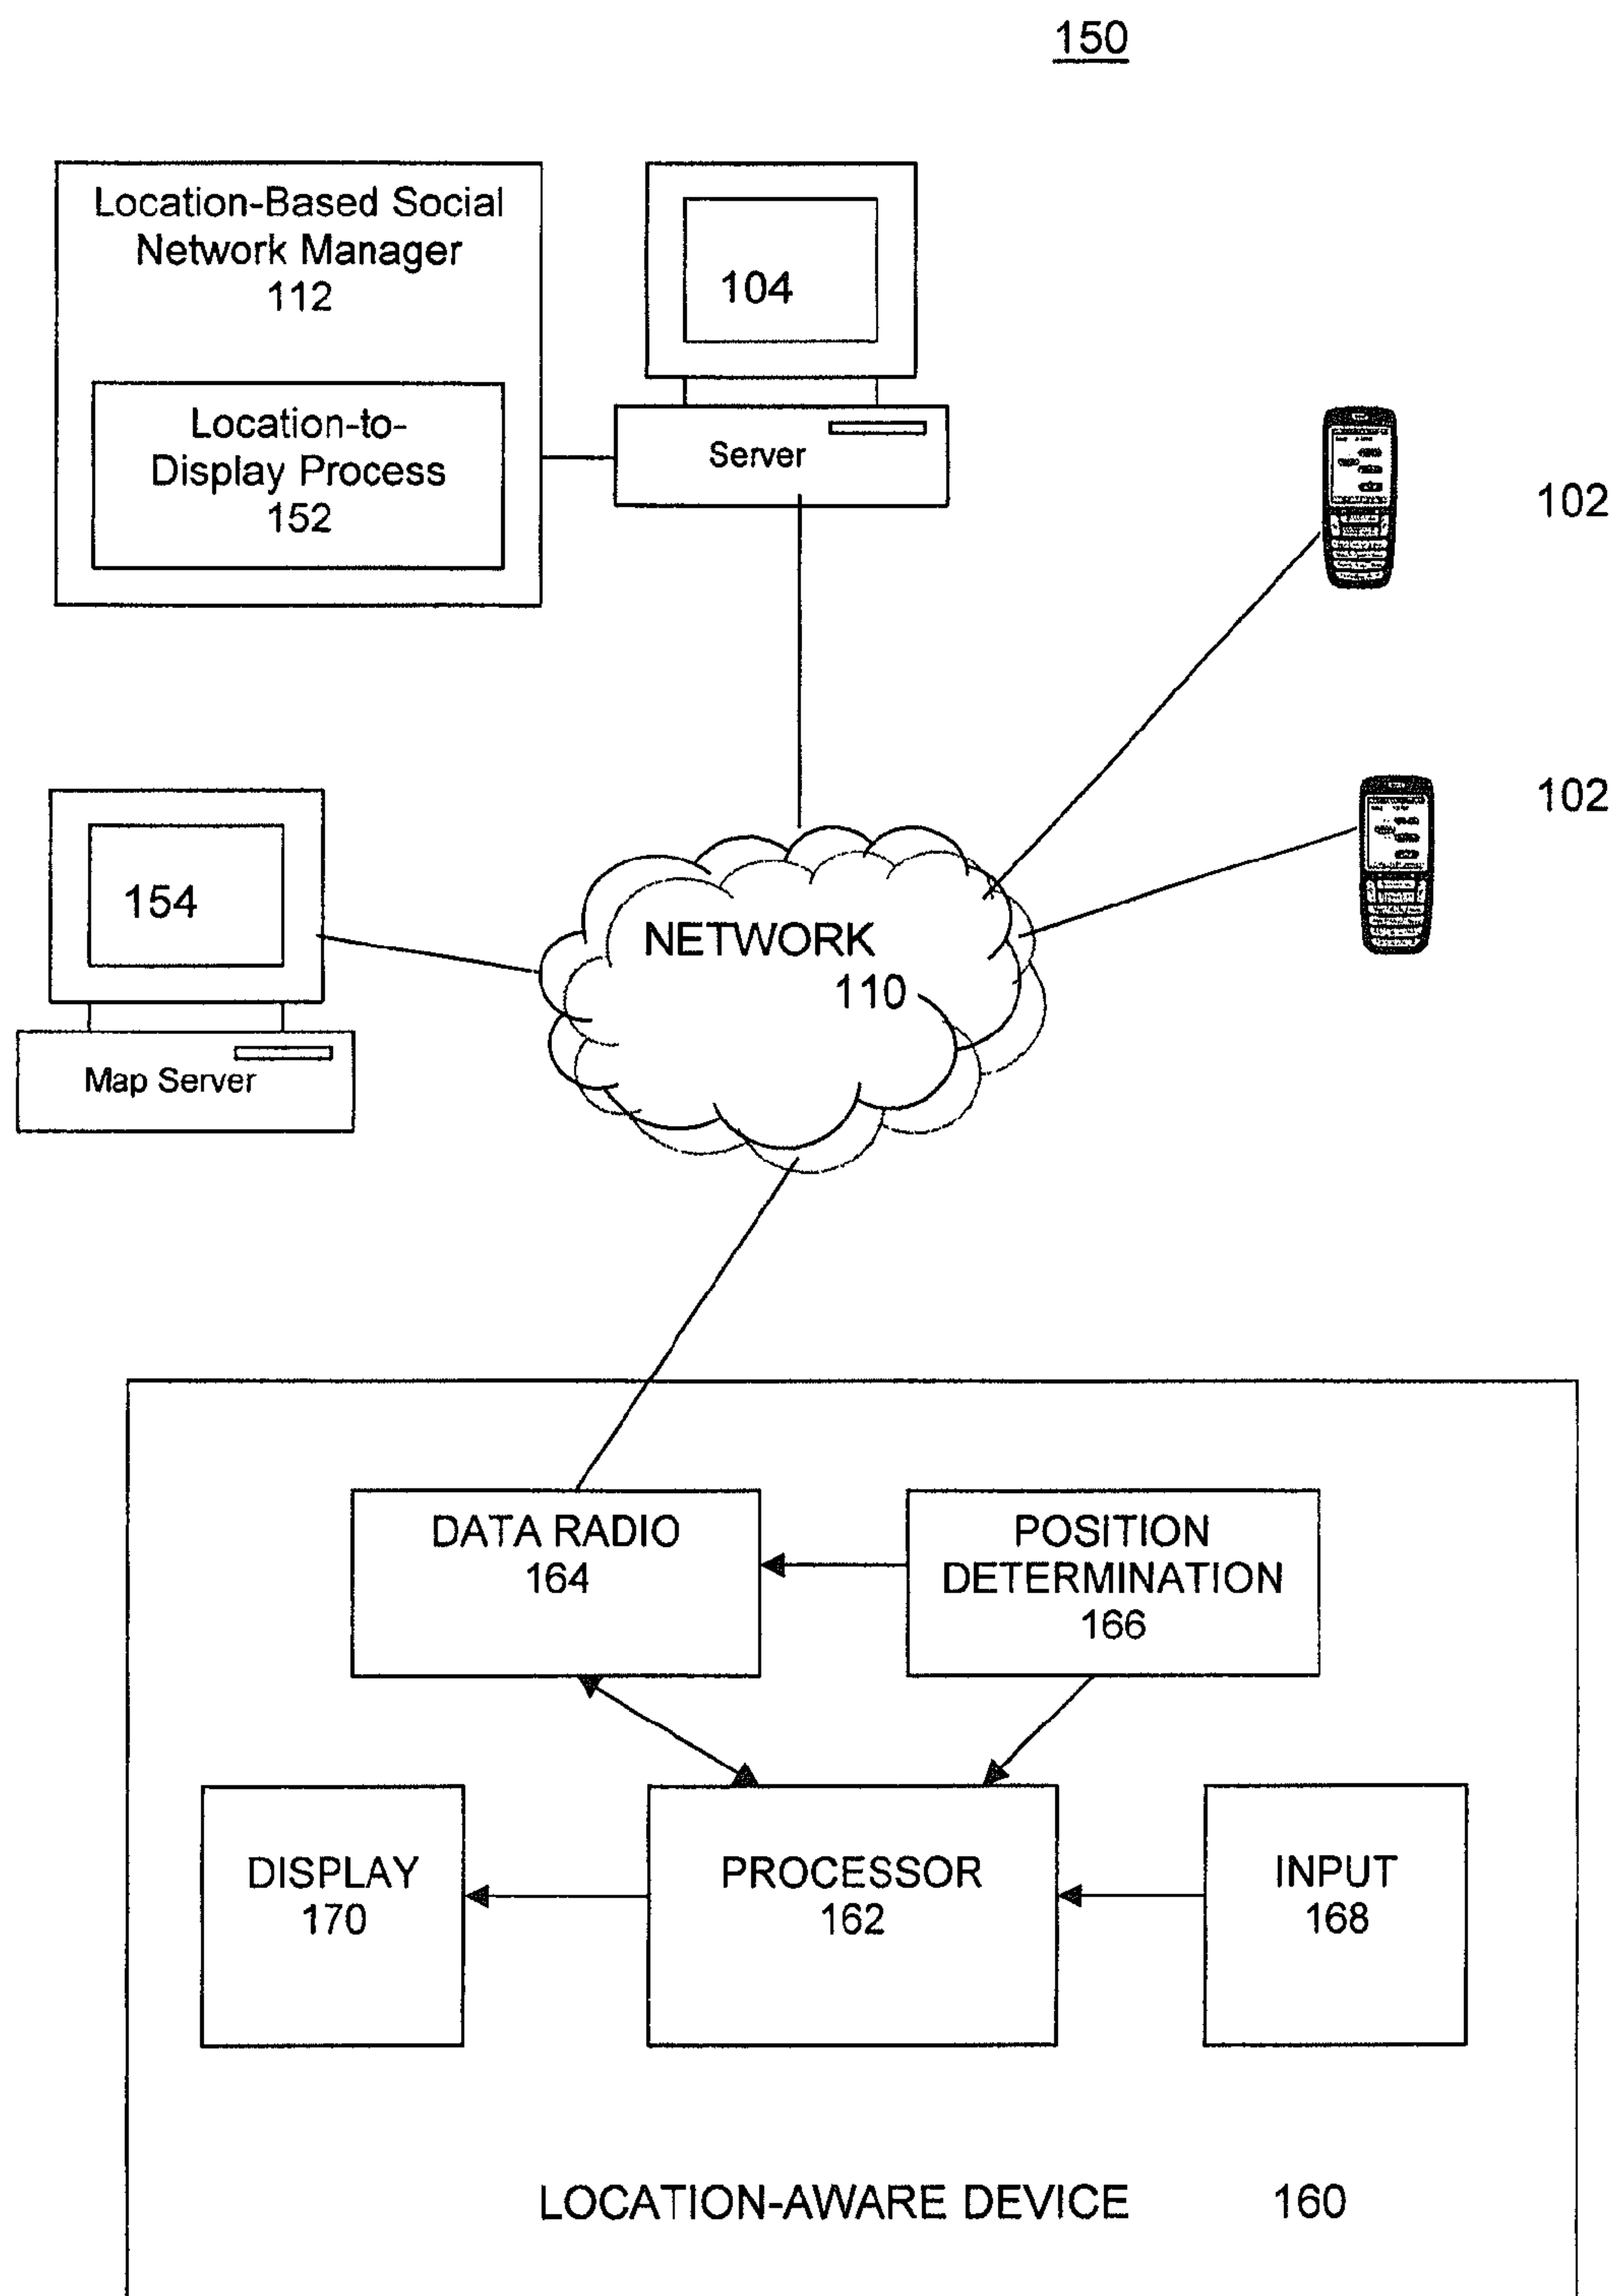 150
Location-Based Social
Network Manager
112
Location-to-
Display Process
152
104
Server
102
102
154
Map Server
NETWORK
110
DATA RADIO
164
POSITION
DETERMINATION
166
DISPLAY
170
PROCESSOR
162
INPUT
168
LOCATION-AWARE DEVICE 160